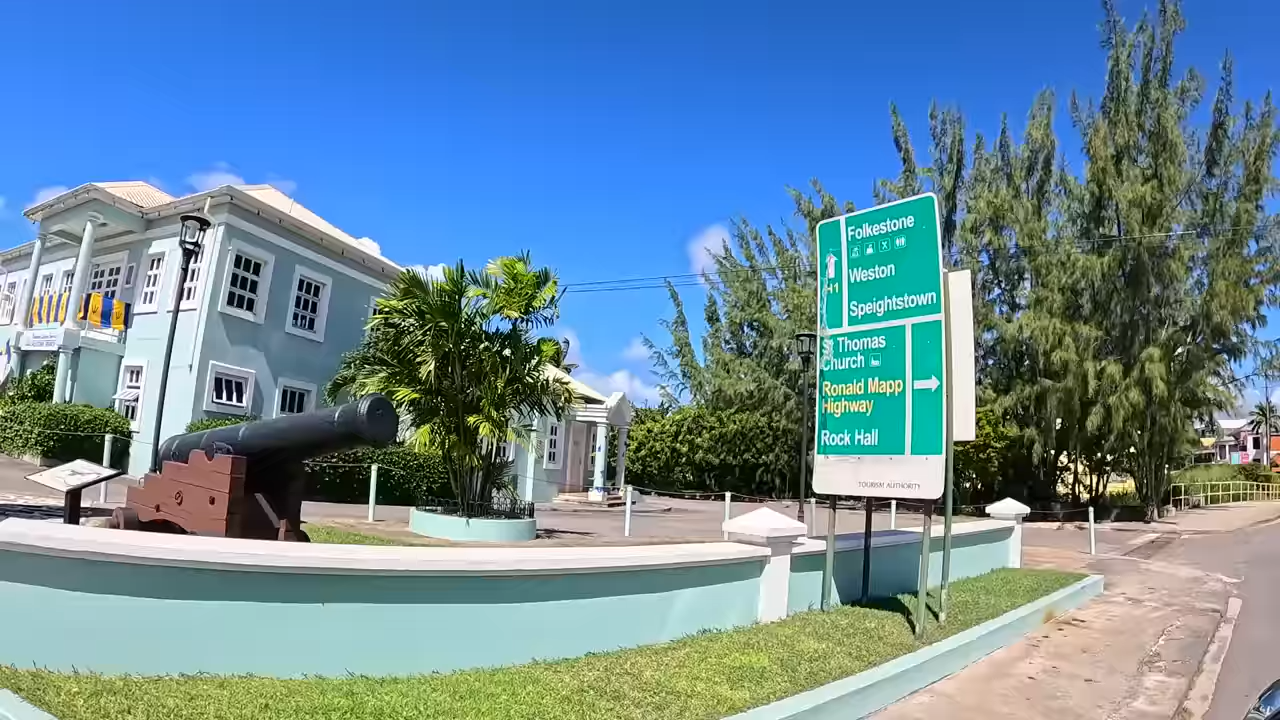 Folkestone
H1
Weston
Speightstown
St Thomas
Church
Ronald Mapp
Highway
Rock Hall
TOURISM AUTHORITY